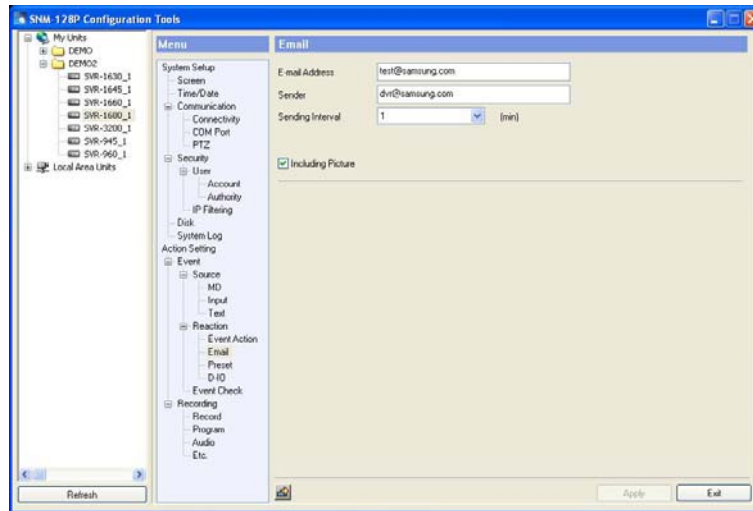 SNM-128P Configuration Tools
My Units
DEMO
DEMO2
SVR-1630_1
SVR-1645_1
SVR-1660_1
SVR-1680_1
SVR-3200_1
SVR-945_1
SVR-960_1
Local Area Units
Refresh
Menu
System Setup
Screen
Time/Date
Communication
Connectivity
COM Port
PTZ
Security
User
Account
Authority
IP Filtering
Disk
System Log
Action Setting
Event
Source
MD
Input
Text
Reaction
Event Action
Email
Preset
D-IO
Event Check
Recording
Record
Program
Audio
Etc.
Email
E-mail Address
test@samsung.com
Sender
dvr@samsung.com
Sending Interval
1
(min)
Including Picture
Apply
Exit